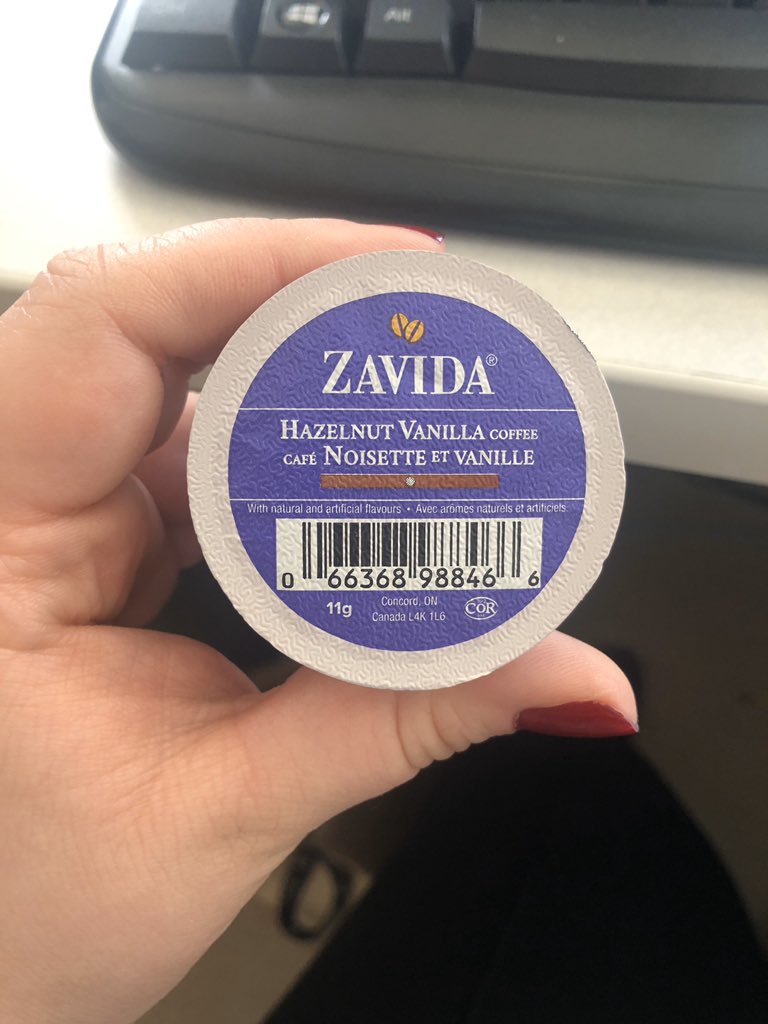 Alt
ZAVIDA®
HAZELNUT VANILLA COFFEE
CAFÉ NOISETTE ET VANILLE
With natural and artificial flavours • Avec arômes naturels et artificiels
0 66368 98846 6
11g
Concord, ON
Canada L4K 1L6
COR